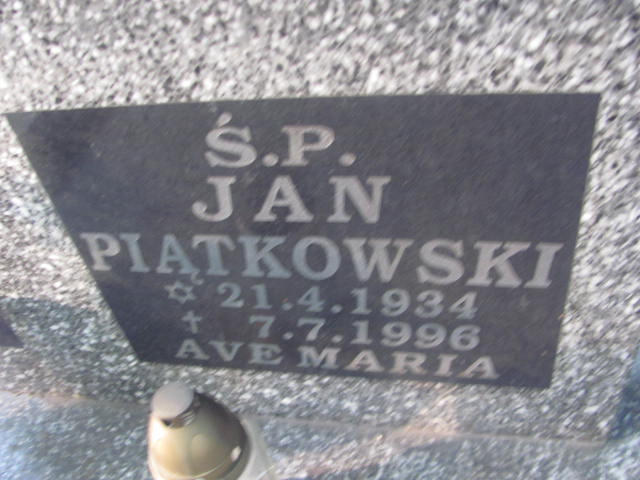 Ś.P.
JAN
PIĄTKOWSKI
✡ 21.4.1934
✝ 7.7.1996
AVE MARIA